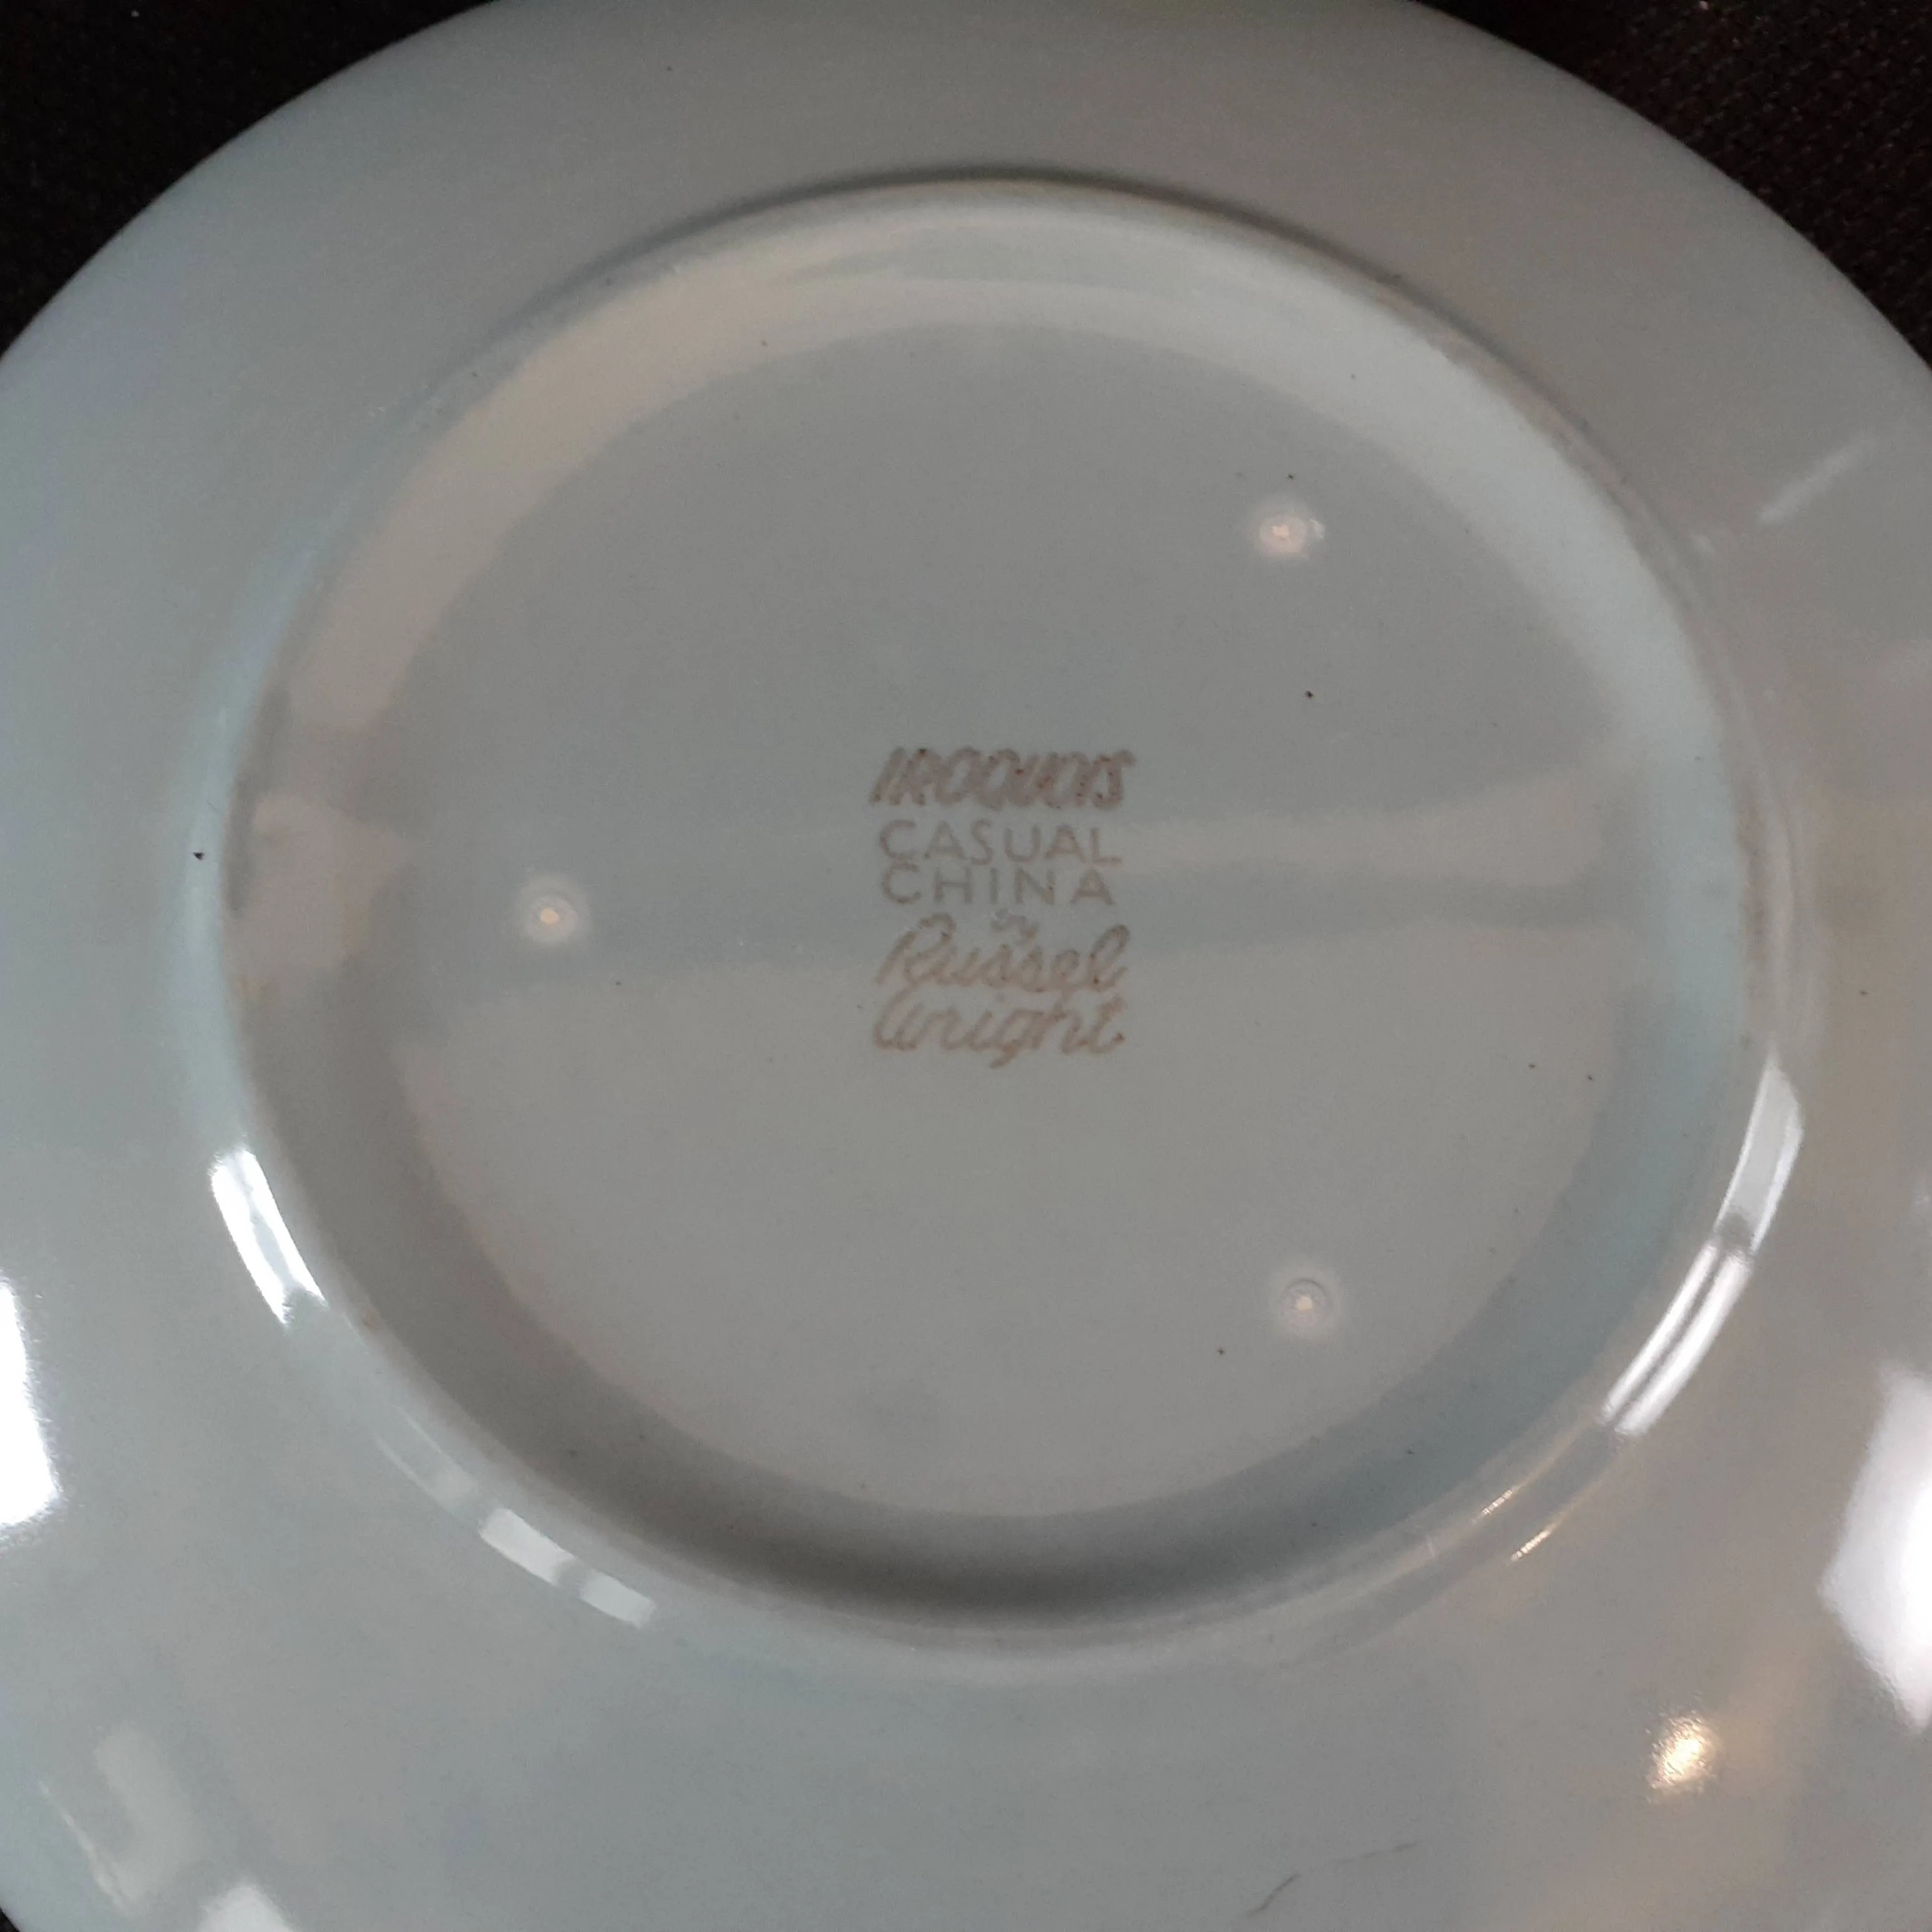 IROQUOIS
CASUAL
CHINA
by
Russel
Wright